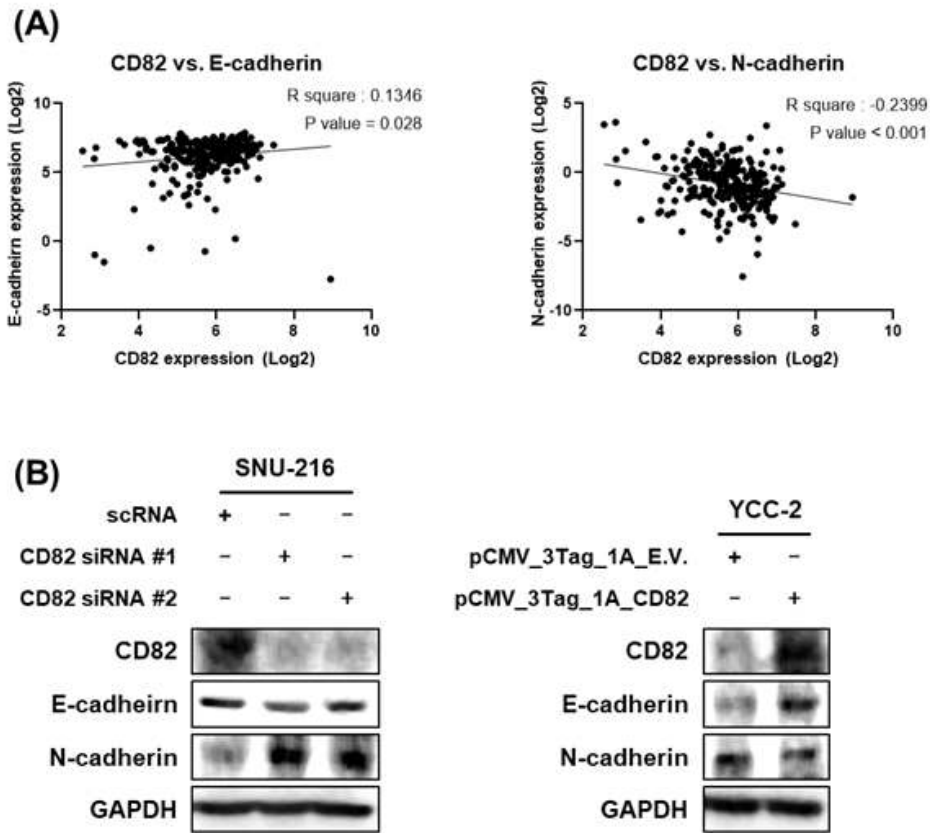 (A)
CD82 vs. E-cadherin
R square : 0.1346
P value = 0.028
E-cadheirn expression (Log2)
10
5
0
-5
2 4 6 8 10
CD82 expression (Log2)
CD82 vs. N-cadherin
R square : -0.2399
P value < 0.001
N-cadherin expression (Log2)
5
0
-5
-10
2 4 6 8 10
CD82 expression (Log2)
(B)
SNU-216
scRNA + – –
CD82 siRNA #1 – + –
CD82 siRNA #2 – – +
CD82
E-cadheirn
N-cadherin
GAPDH
YCC-2
pCMV_3Tag_1A_E.V. + –
pCMV_3Tag_1A_CD82 – +
CD82
E-cadherin
N-cadherin
GAPDH